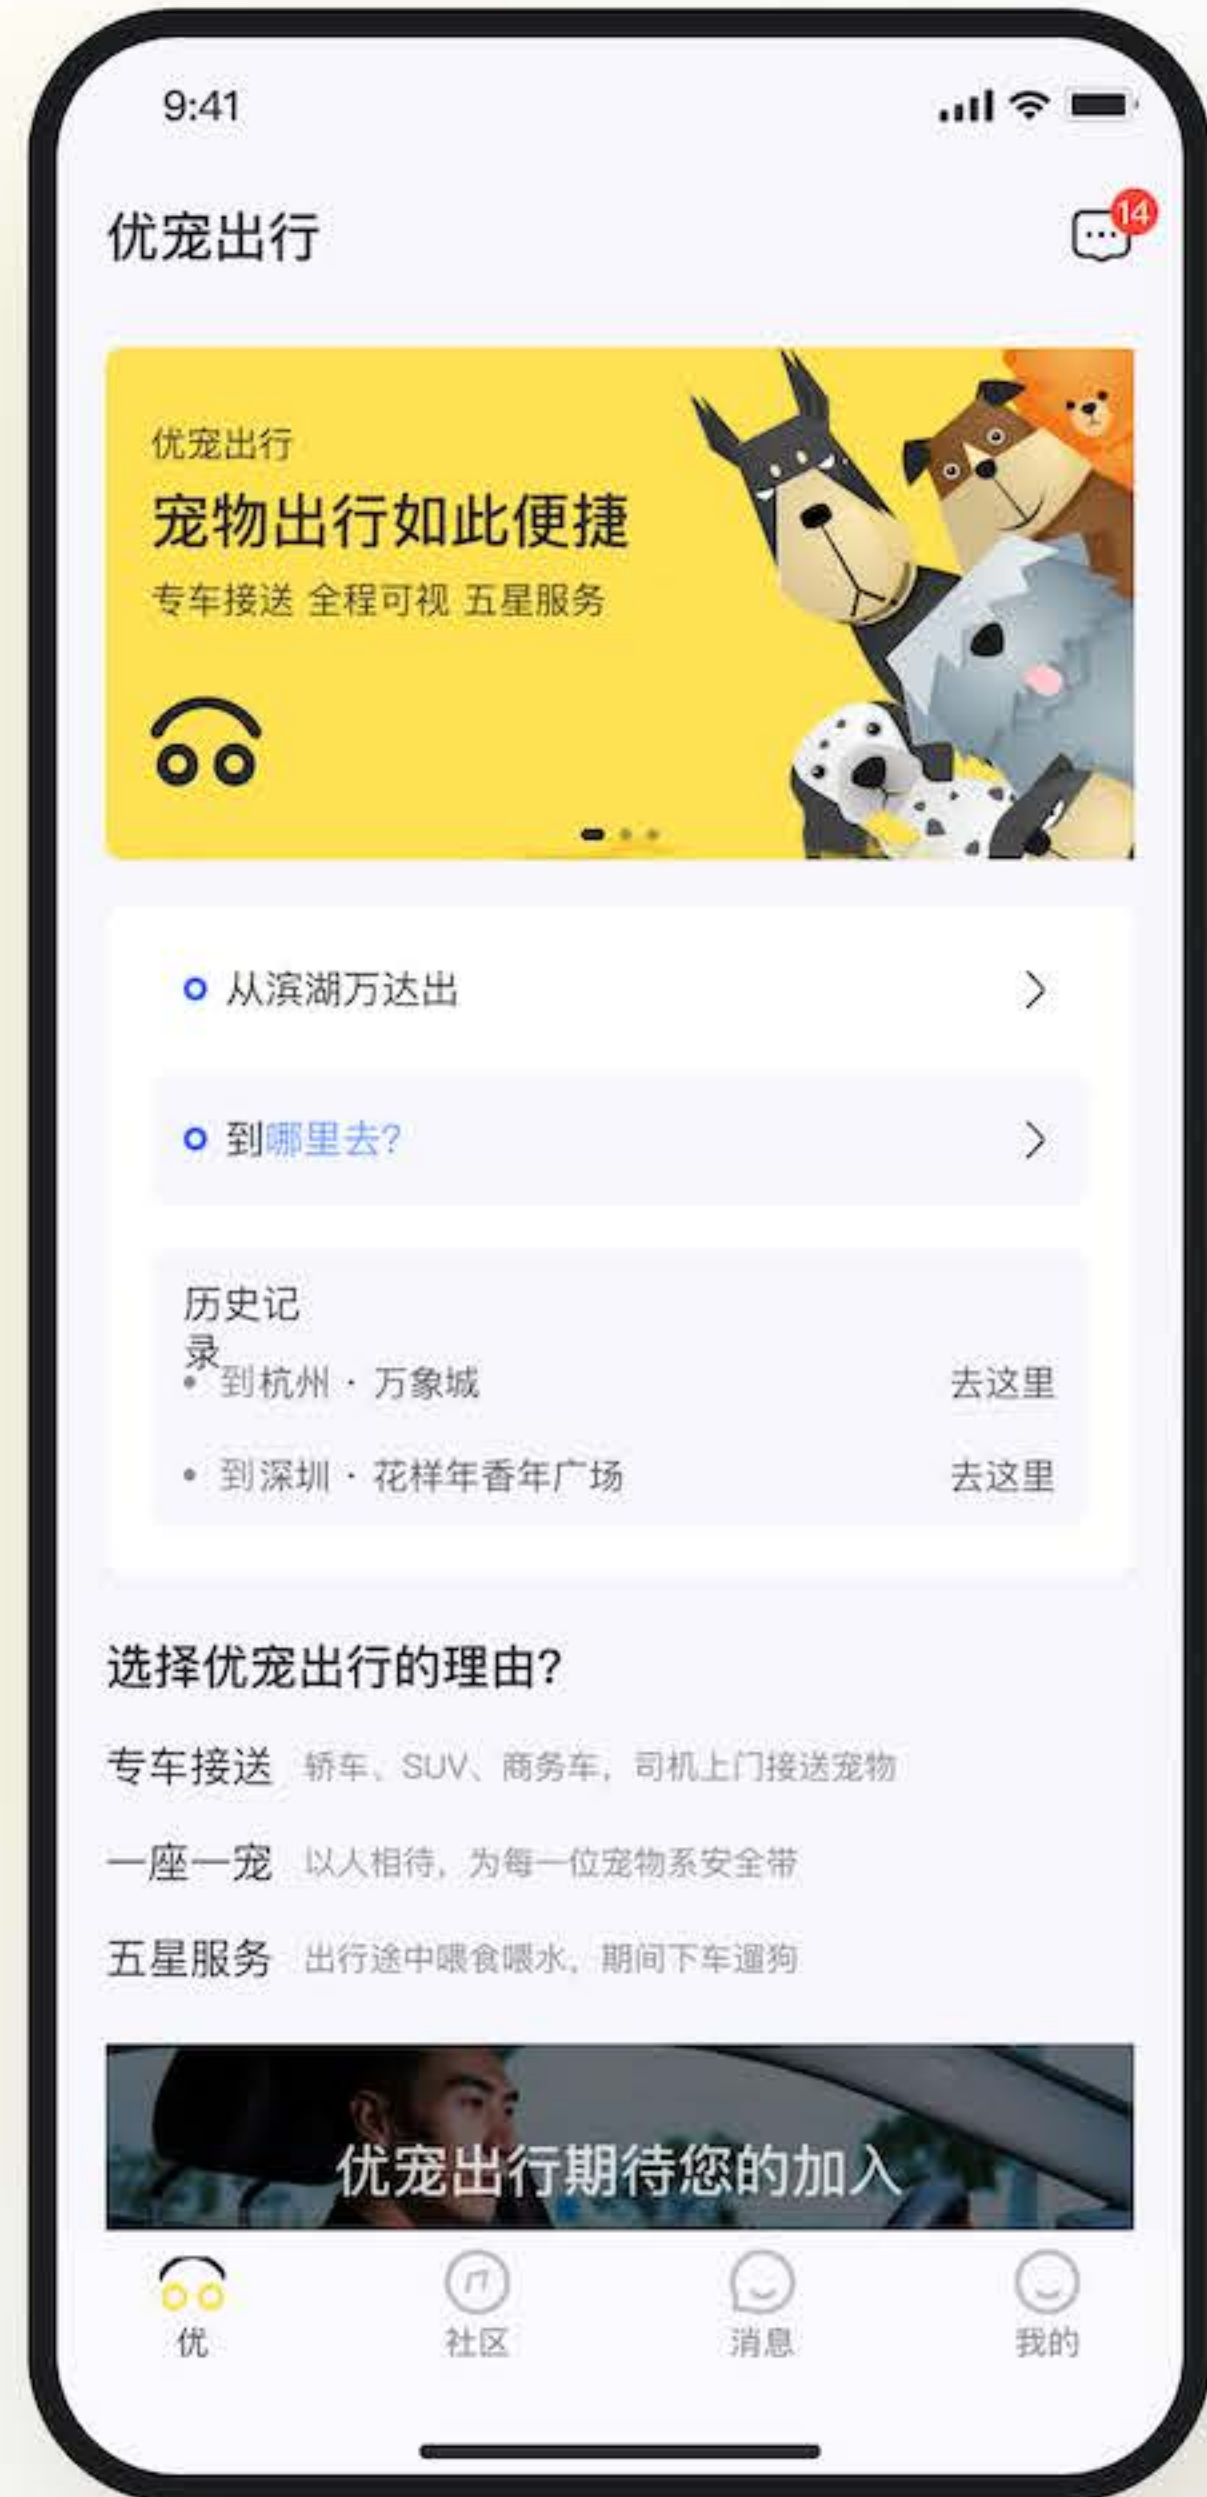 9:41
优宠出行
14
优宠出行
宠物出行如此便捷
专车接送 全程可视 五星服务
从滨湖万达出
到哪里去?
历史记
录
到杭州 · 万象城 去这里
到深圳 · 花样年香年广场 去这里
选择优宠出行的理由?
专车接送 轿车、SUV、商务车，司机上门接送宠物
一座一宠 以人相待，为每一位宠物系安全带
五星服务 出行途中喂食喂水，期间下车遛狗
优宠出行期待您的加入
优 社区 消息 我的